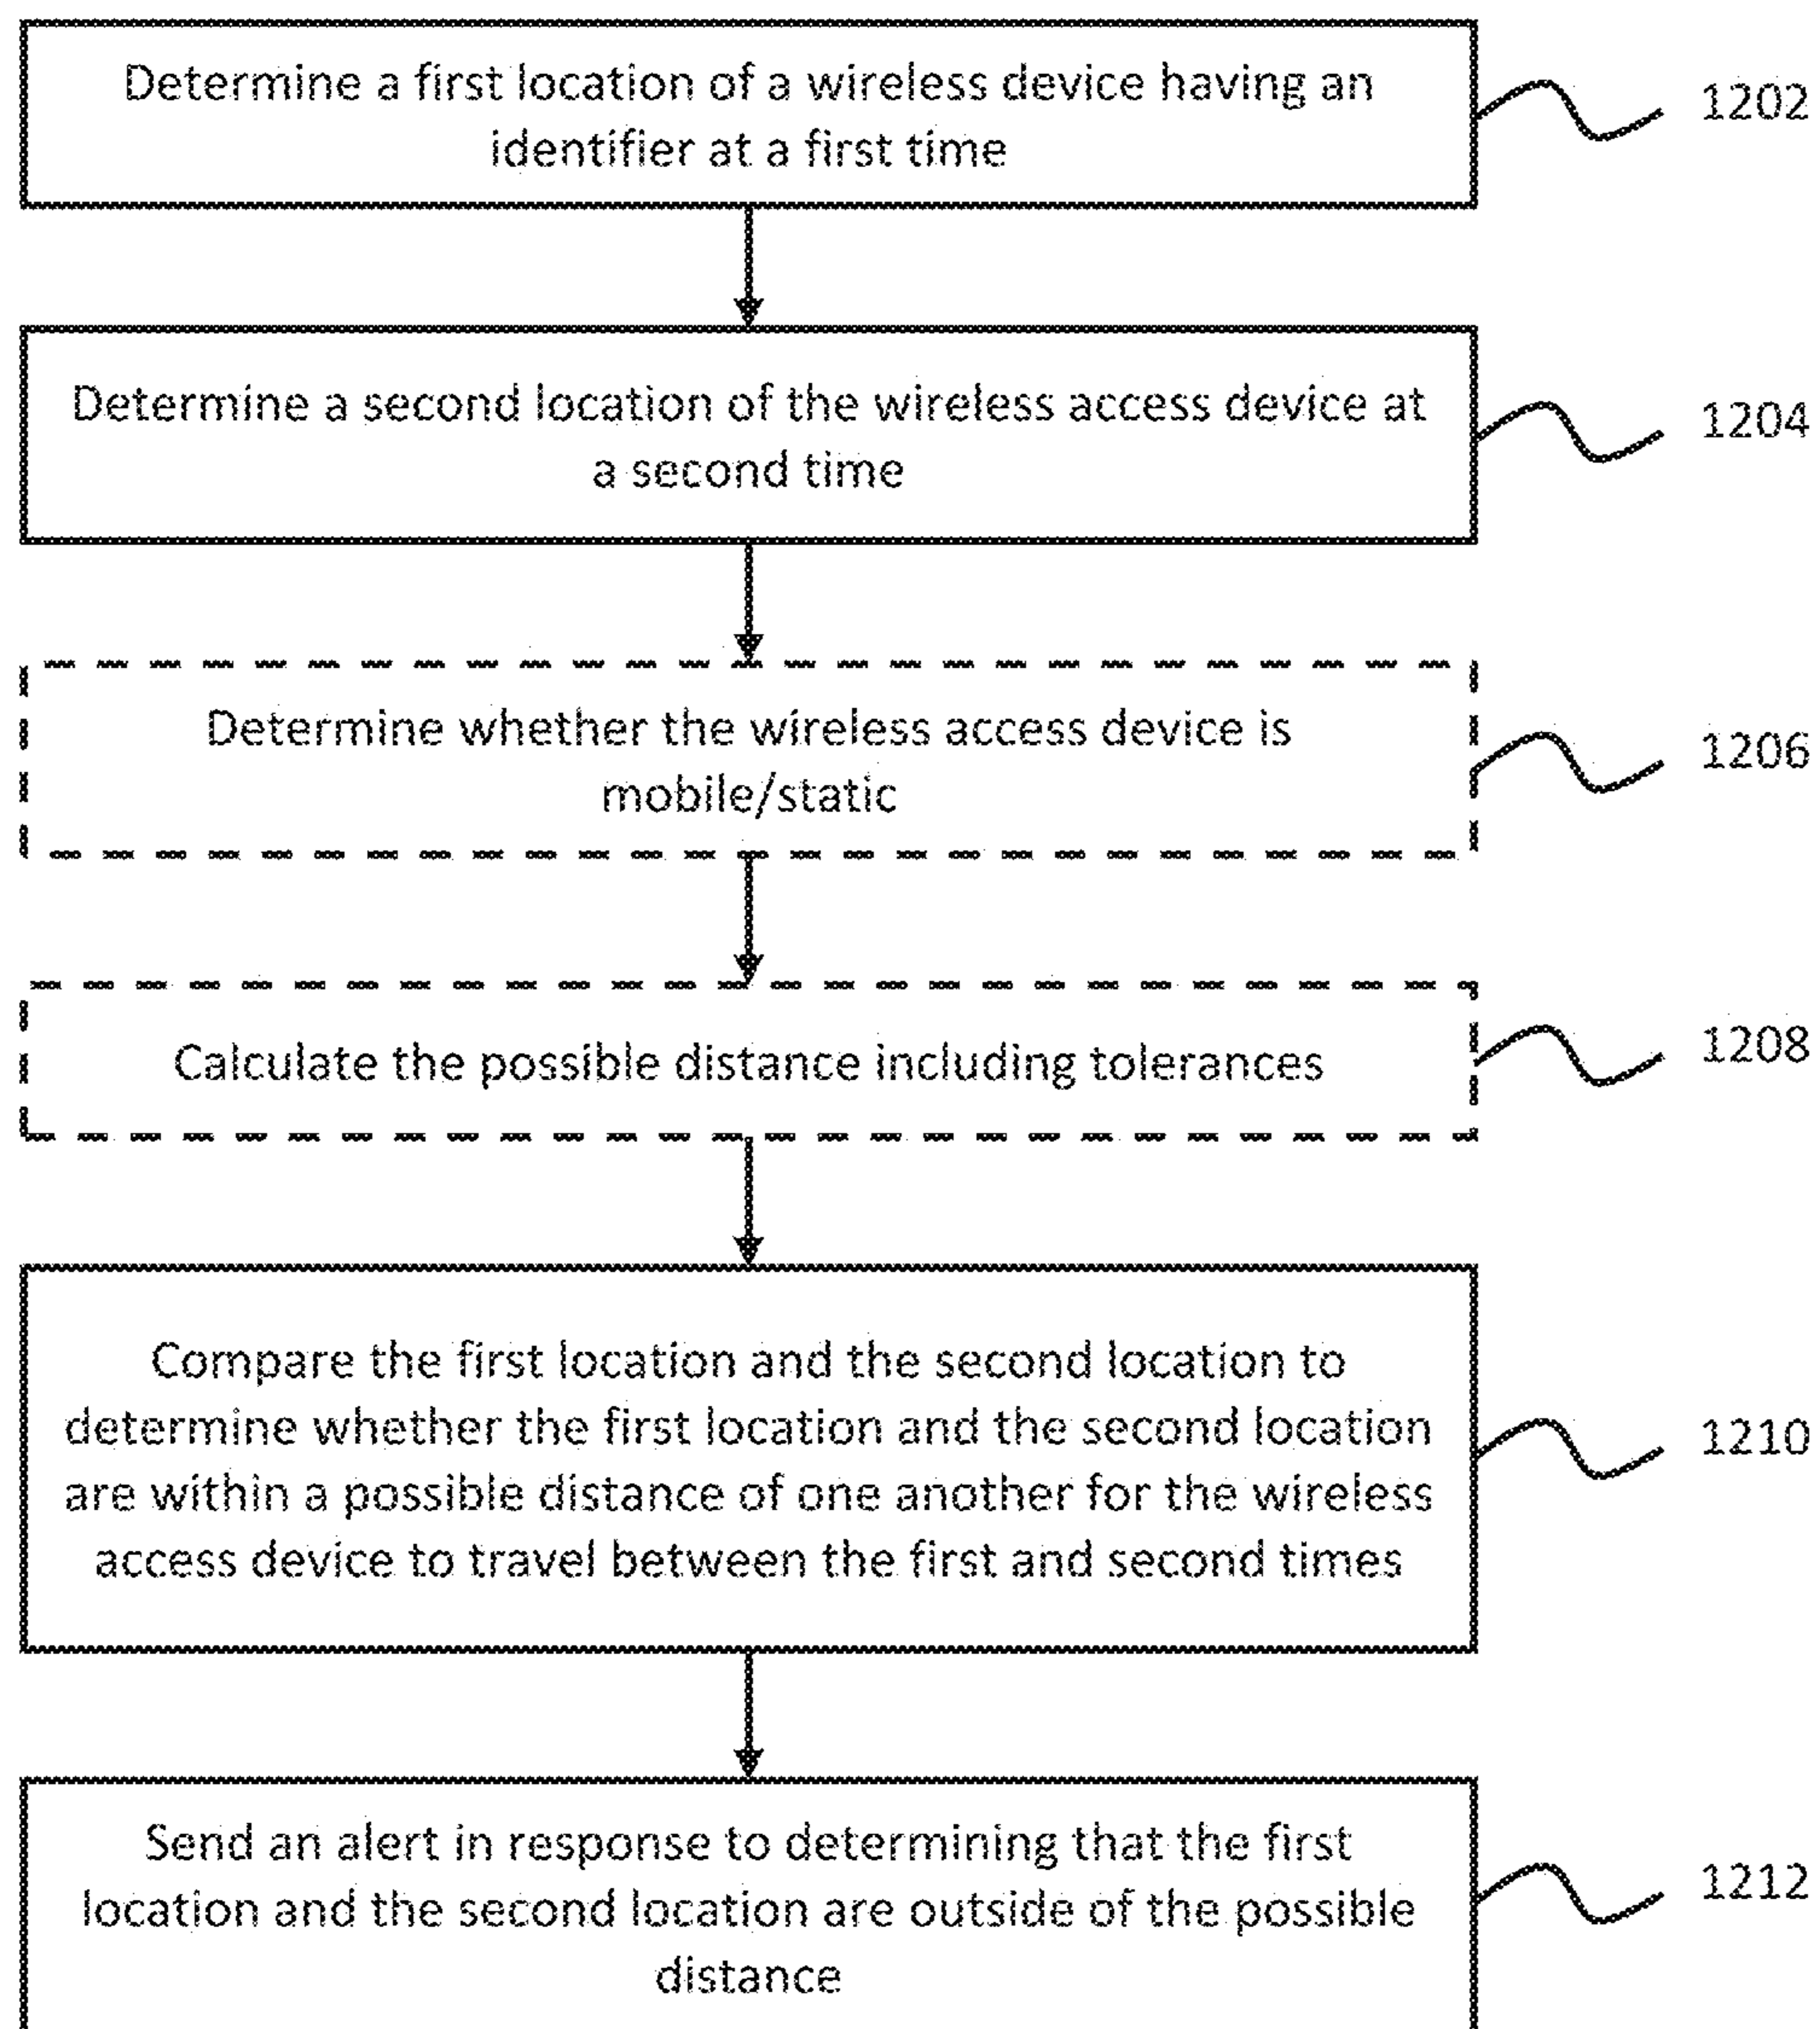 Determine a first location of a wireless device having an
identifier at a first time
1202
Determine a second location of the wireless access device at
a second time
1204
Determine whether the wireless access device is
mobile/static
1206
Calculate the possible distance including tolerances
1208
Compare the first location and the second location to
determine whether the first location and the second location
are within a possible distance of one another for the wireless
access device to travel between the first and second times
1210
Send an alert in response to determining that the first
location and the second location are outside of the possible
distance
1212